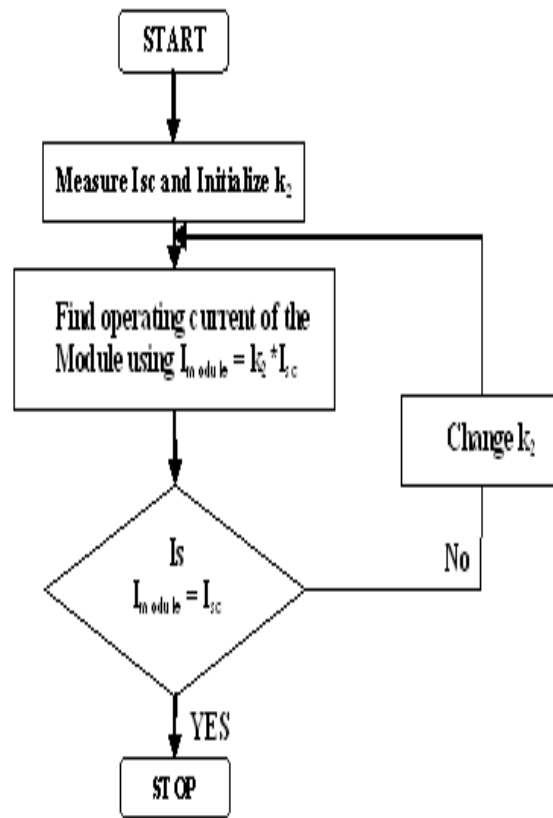 START
Measure Isc and Initialize k₂
Find operating current of the
Module using Iₘₒdᵤₗₑ = k₂ *Iₛc
Change k₂
Is
Iₘₒdᵤₗₑ = Iₛc
No
YES
STOP